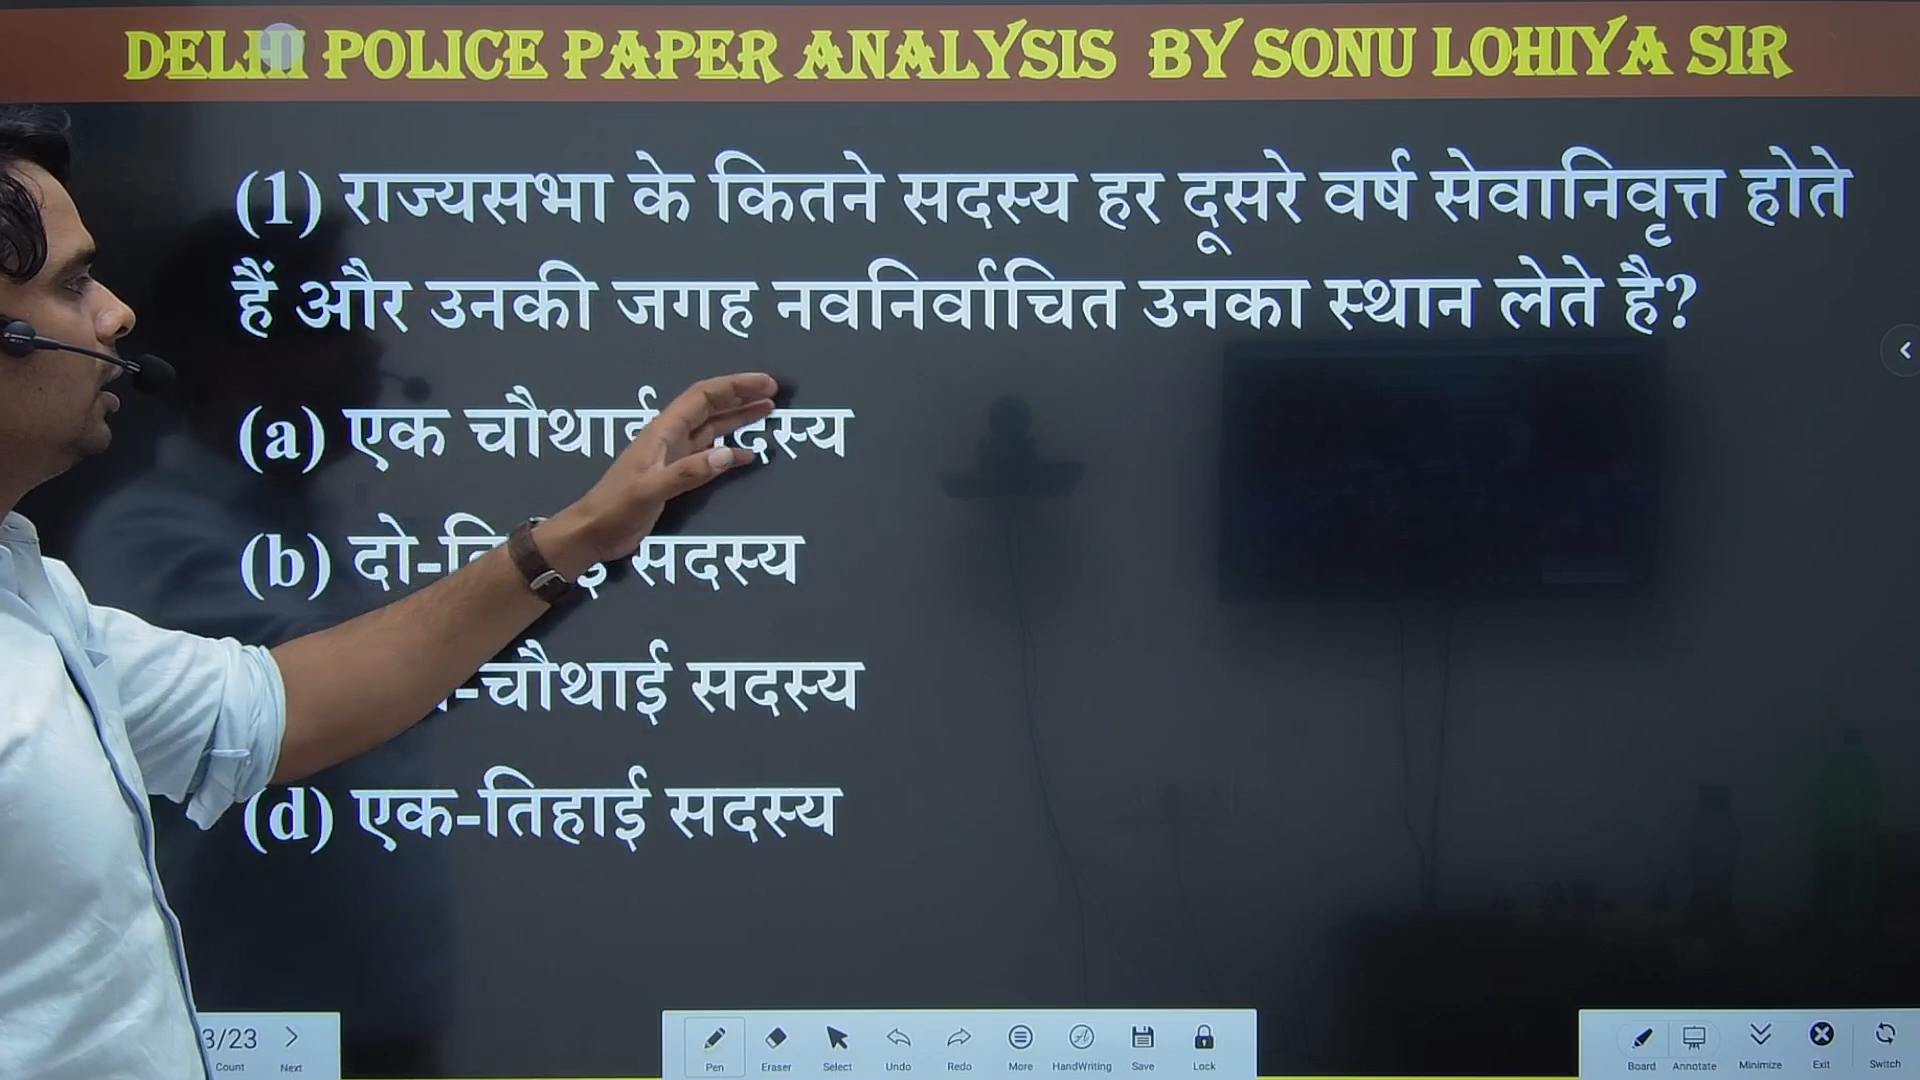 DELHI POLICE PAPER ANALYSIS BY SONU LOHIYA SIR
(1) राज्यसभा के कितने सदस्य हर दूसरे वर्ष सेवानिवृत्त होते
हैं और उनकी जगह नवनिर्वाचित उनका स्थान लेते है?
(a) एक चौथाई सदस्य
(b) सदस्य
-चौथाई सदस्य
(d) एक-तिहाई सदस्य
3/23
Count Next
Pen Eraser Select Undo Redo More HandWriting Save Lock
Board Annotate Minimize Exit Switch